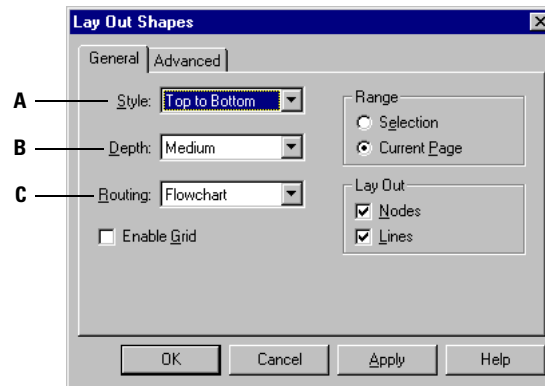 Lay Out Shapes
General
Advanced
A
Style:
Top to Bottom
B
Depth:
Medium
C
Routing:
Flowchart
Enable Grid
Range
Selection
Current Page
Lay Out
Nodes
Lines
OK
Cancel
Apply
Help